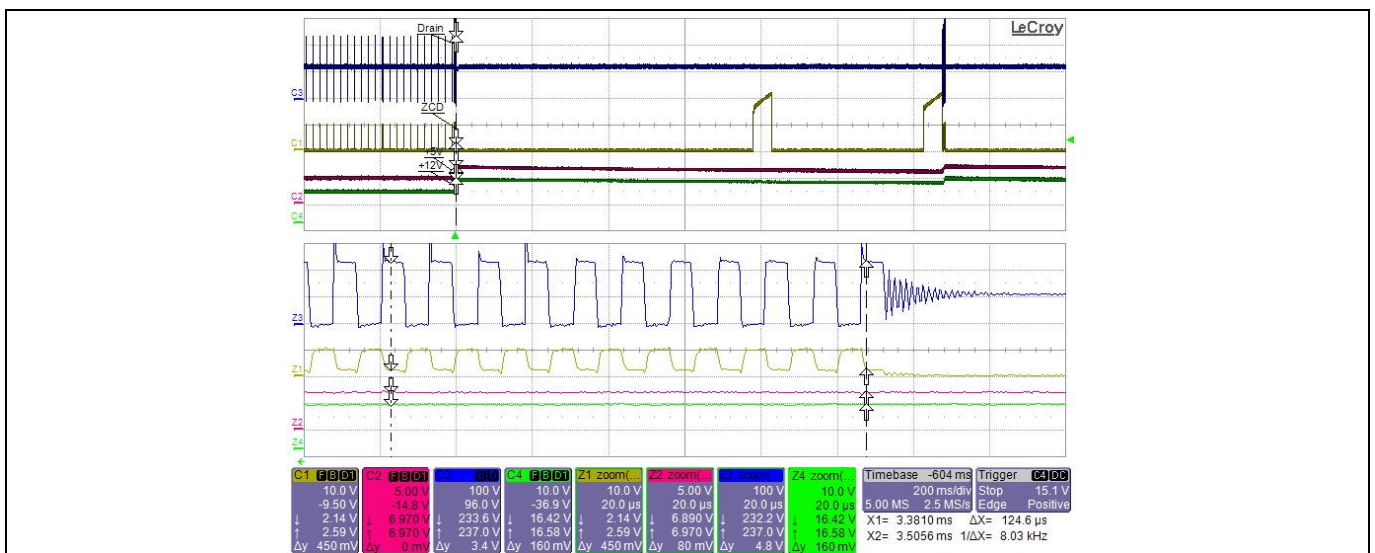 Drain
LeCroy
C3
ZCD
C1
+5V
+12V
C2
C4
Z3
Z1
Z2
Z4
C1 F B D1 C2 F B D1 C4 F B D1 Z1 zoom(... Z2 zoom(... zoom(... Z4 zoom(... Timebase -604 ms Trigger C4 DC
10.0 V 5.00 V 100 V 10.0 V 10.0 V 5.00 V 100 V 10.0 V 200 ms/div Stop 15.1 V
-9.50 V -14.8 V 96.0 V -36.9 V 20.0 µs 20.0 µs 20.0 µs 20.0 µs 5.00 MS 2.5 MS/s Edge Positive
↓ 2.14 V ↓ 6.970 V ↓ 233.6 V ↓ 16.42 V ↓ 2.14 V ↓ 6.890 V ↓ 232.2 V ↓ 16.42 V X1= 3.3810 ms ΔX= 124.6 µs
↑ 2.59 V ↑ 6.970 V ↑ 237.0 V ↑ 16.58 V ↑ 2.59 V ↑ 6.970 V ↑ 237.0 V ↑ 16.58 V X2= 3.5056 ms 1/ΔX= 8.03 kHz
Δy 450 mV Δy 0 mV Δy 3.4 V Δy 160 mV Δy 450 mV Δy 80 mV Δy 4.8 V Δy 160 mV